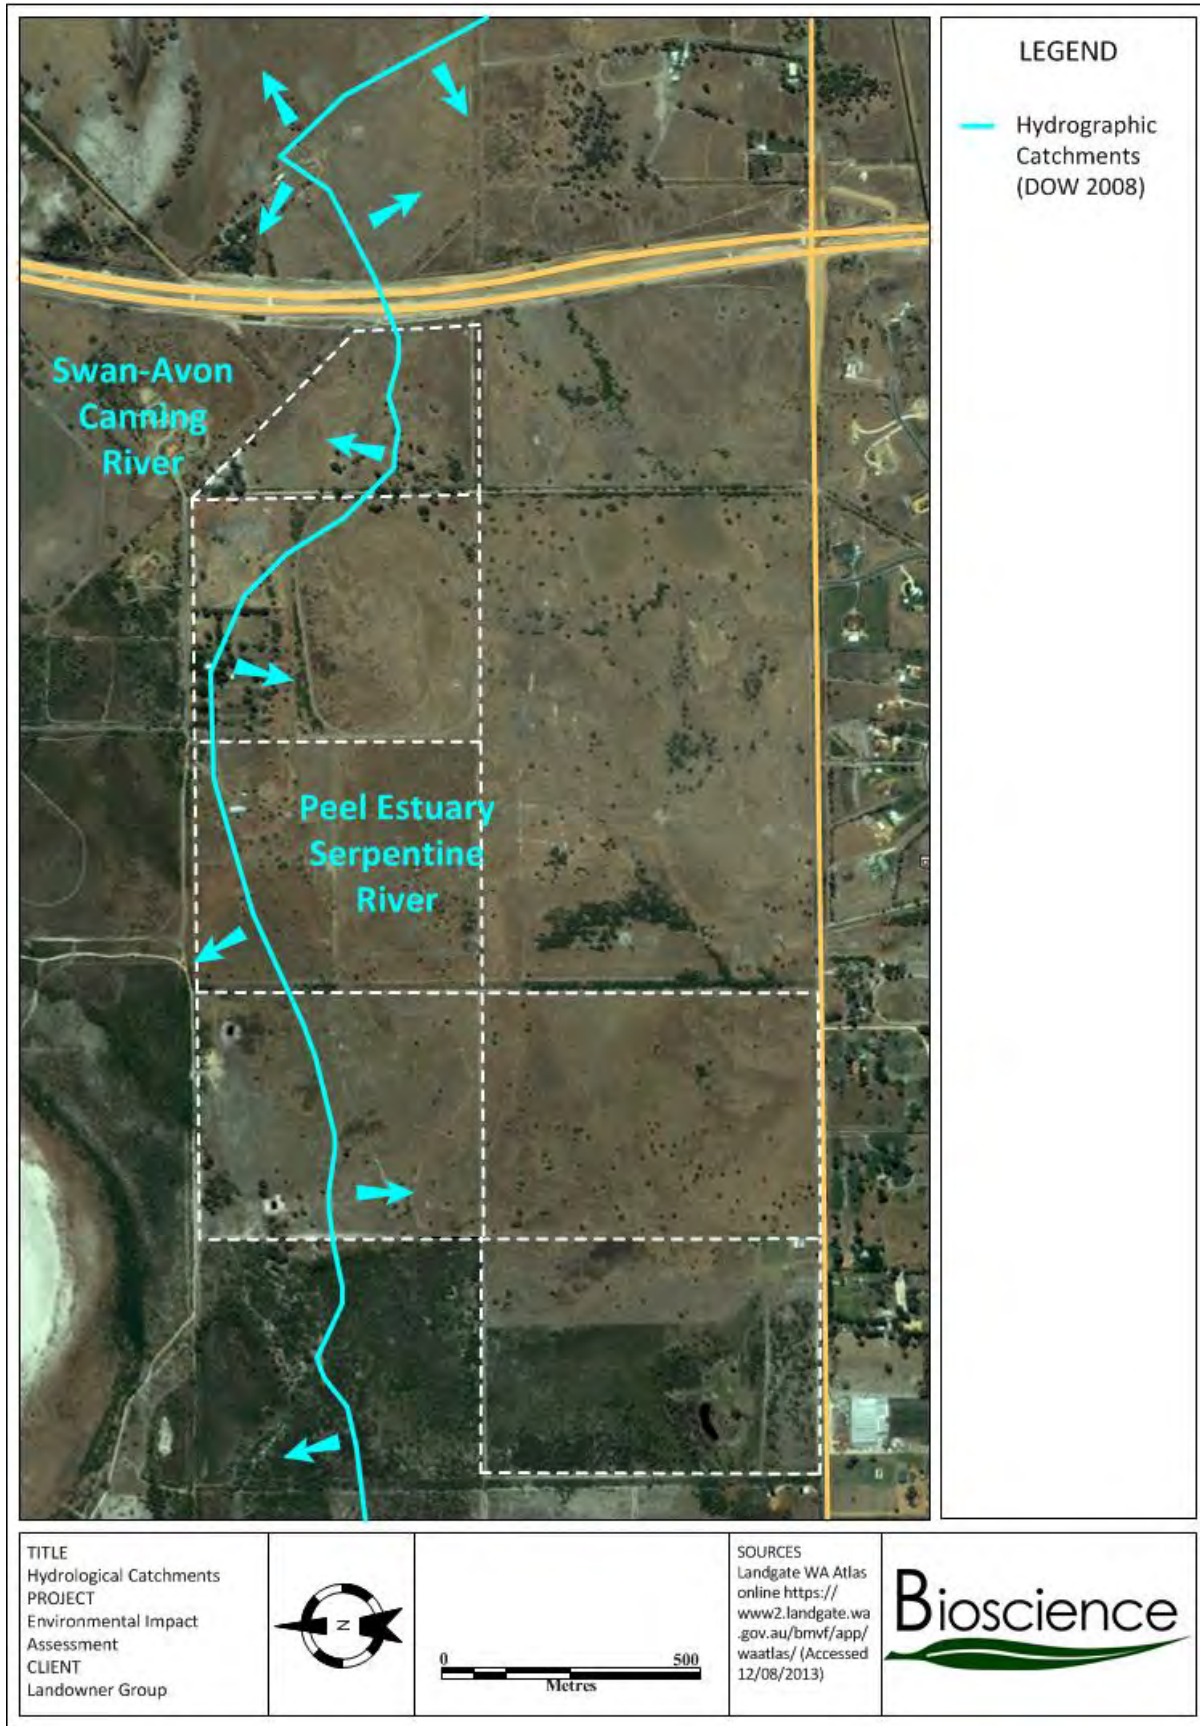 LEGEND
Hydrographic
Catchments
(DOW 2008)
Swan-Avon
Canning
River
Peel Estuary
Serpentine
River
TITLE
Hydrological Catchments
PROJECT
Environmental Impact
Assessment
CLIENT
Landowner Group
N
0 500
Metres
SOURCES
Landgate WA Atlas
online https://
www2.landgate.wa
.gov.au/bmvf/app/
waatlas/ (Accessed
12/08/2013)
Bioscience